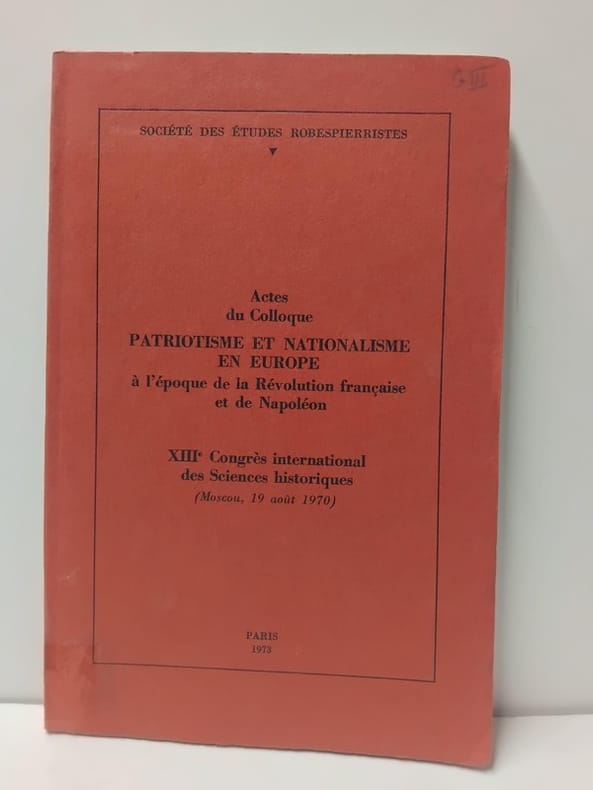 G III
SOCIÉTÉ DES ÉTUDES ROBESPIERRISTES
Actes
du Colloque
PATRIOTISME ET NATIONALISME
EN EUROPE
à l'époque de la Révolution française
et de Napoléon
XIIIe Congrès international
des Sciences historiques
(Moscou, 19 août 1970)
PARIS
1973